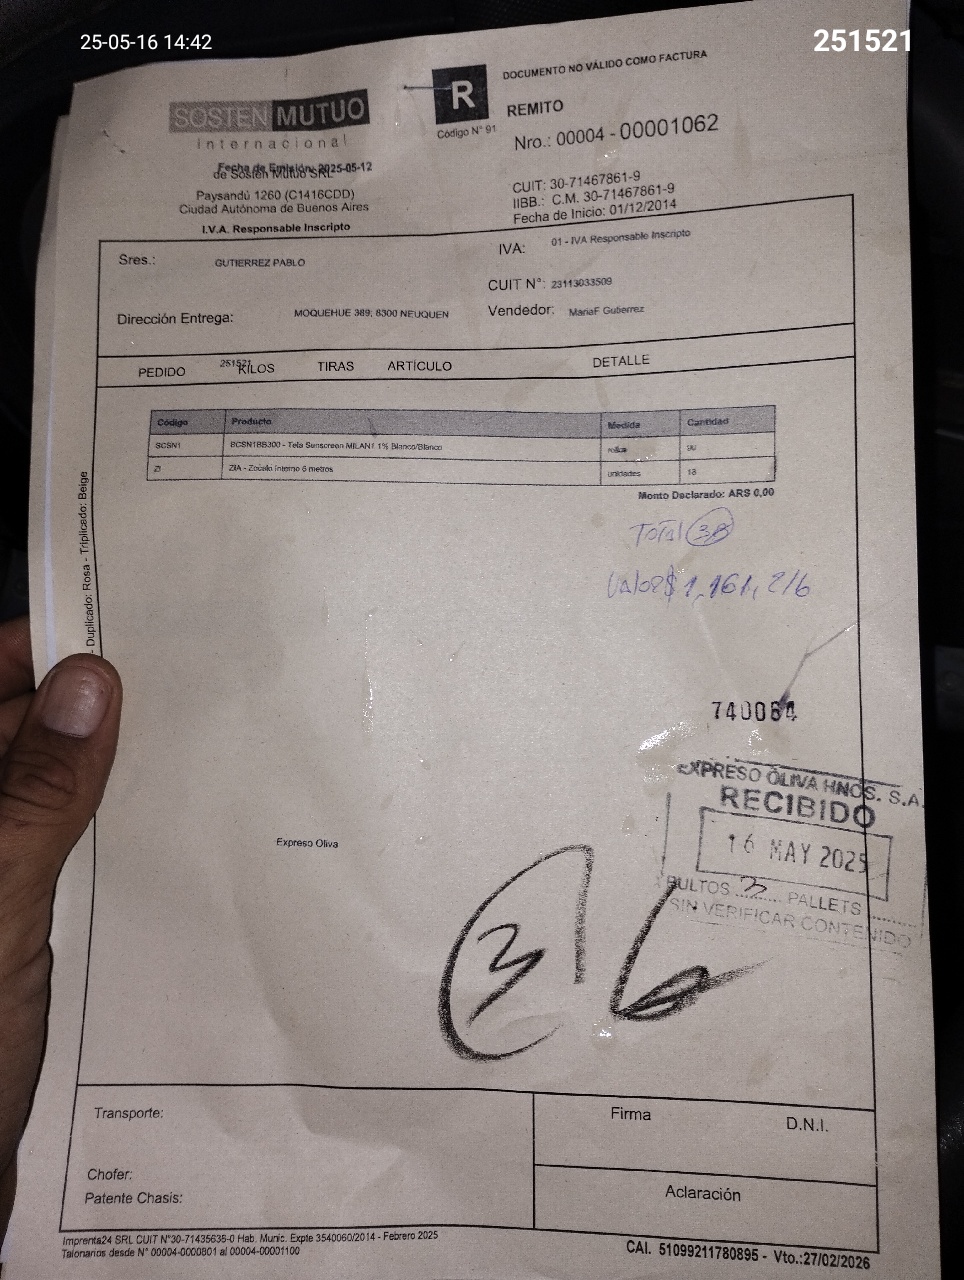 25-05-16 14:42
251521
SOSTEN MUTUO
internacional
Fecha de Emisión: 2025-05-12
de Sosten Mutuo SRL
Paysandú 1260 (C1416CDD)
Ciudad Autónoma de Buenos Aires
I.V.A. Responsable Inscripto
R
Código N° 91
DOCUMENTO NO VÁLIDO COMO FACTURA
REMITO
Nro.: 00004 - 00001062
CUIT: 30-71467861-9
IIBB.: C.M. 30-71467861-9
Fecha de Inicio: 01/12/2014
Sres.: GUTIERREZ PABLO
IVA: 01 - IVA Responsable Inscripto
CUIT N°: 23113033509
Dirección Entrega: MOQUEHUE 389; 8300 NEUQUEN
Vendedor: MariaF Gutierrez
251521
PEDIDO KILOS TIRAS ARTÍCULO DETALLE
Código Producto Medida Cantidad
SCSN1 - Tela Sunscreen MILAN1 1% Blanco/Blanco
ZI ZIA - Zocalo Interno 6 metros unidades 18
Monto Declarado: ARS 0,00
Total 38
Valor $ 1,161,216
- Duplicado: Rosa - Triplicado: Beige
740064
EXPRESO OLIVA HNOS. S.A.
RECIBIDO
16 MAY 2025
BULTOS ........ PALLETS ........
SIN VERIFICAR CONTENIDO
Expreso Oliva
Transporte:
Chofer:
Patente Chasis:
Firma
D.N.I.
Aclaración
Imprenta24 SRL CUIT N°30-71435636-0 Hab. Munic. Expte 3540060/2014 - Febrero 2025
Talonarios desde N° 00004-0000801 al 00004-00001100
CAI. 51099211780895 - Vto.:27/02/2026